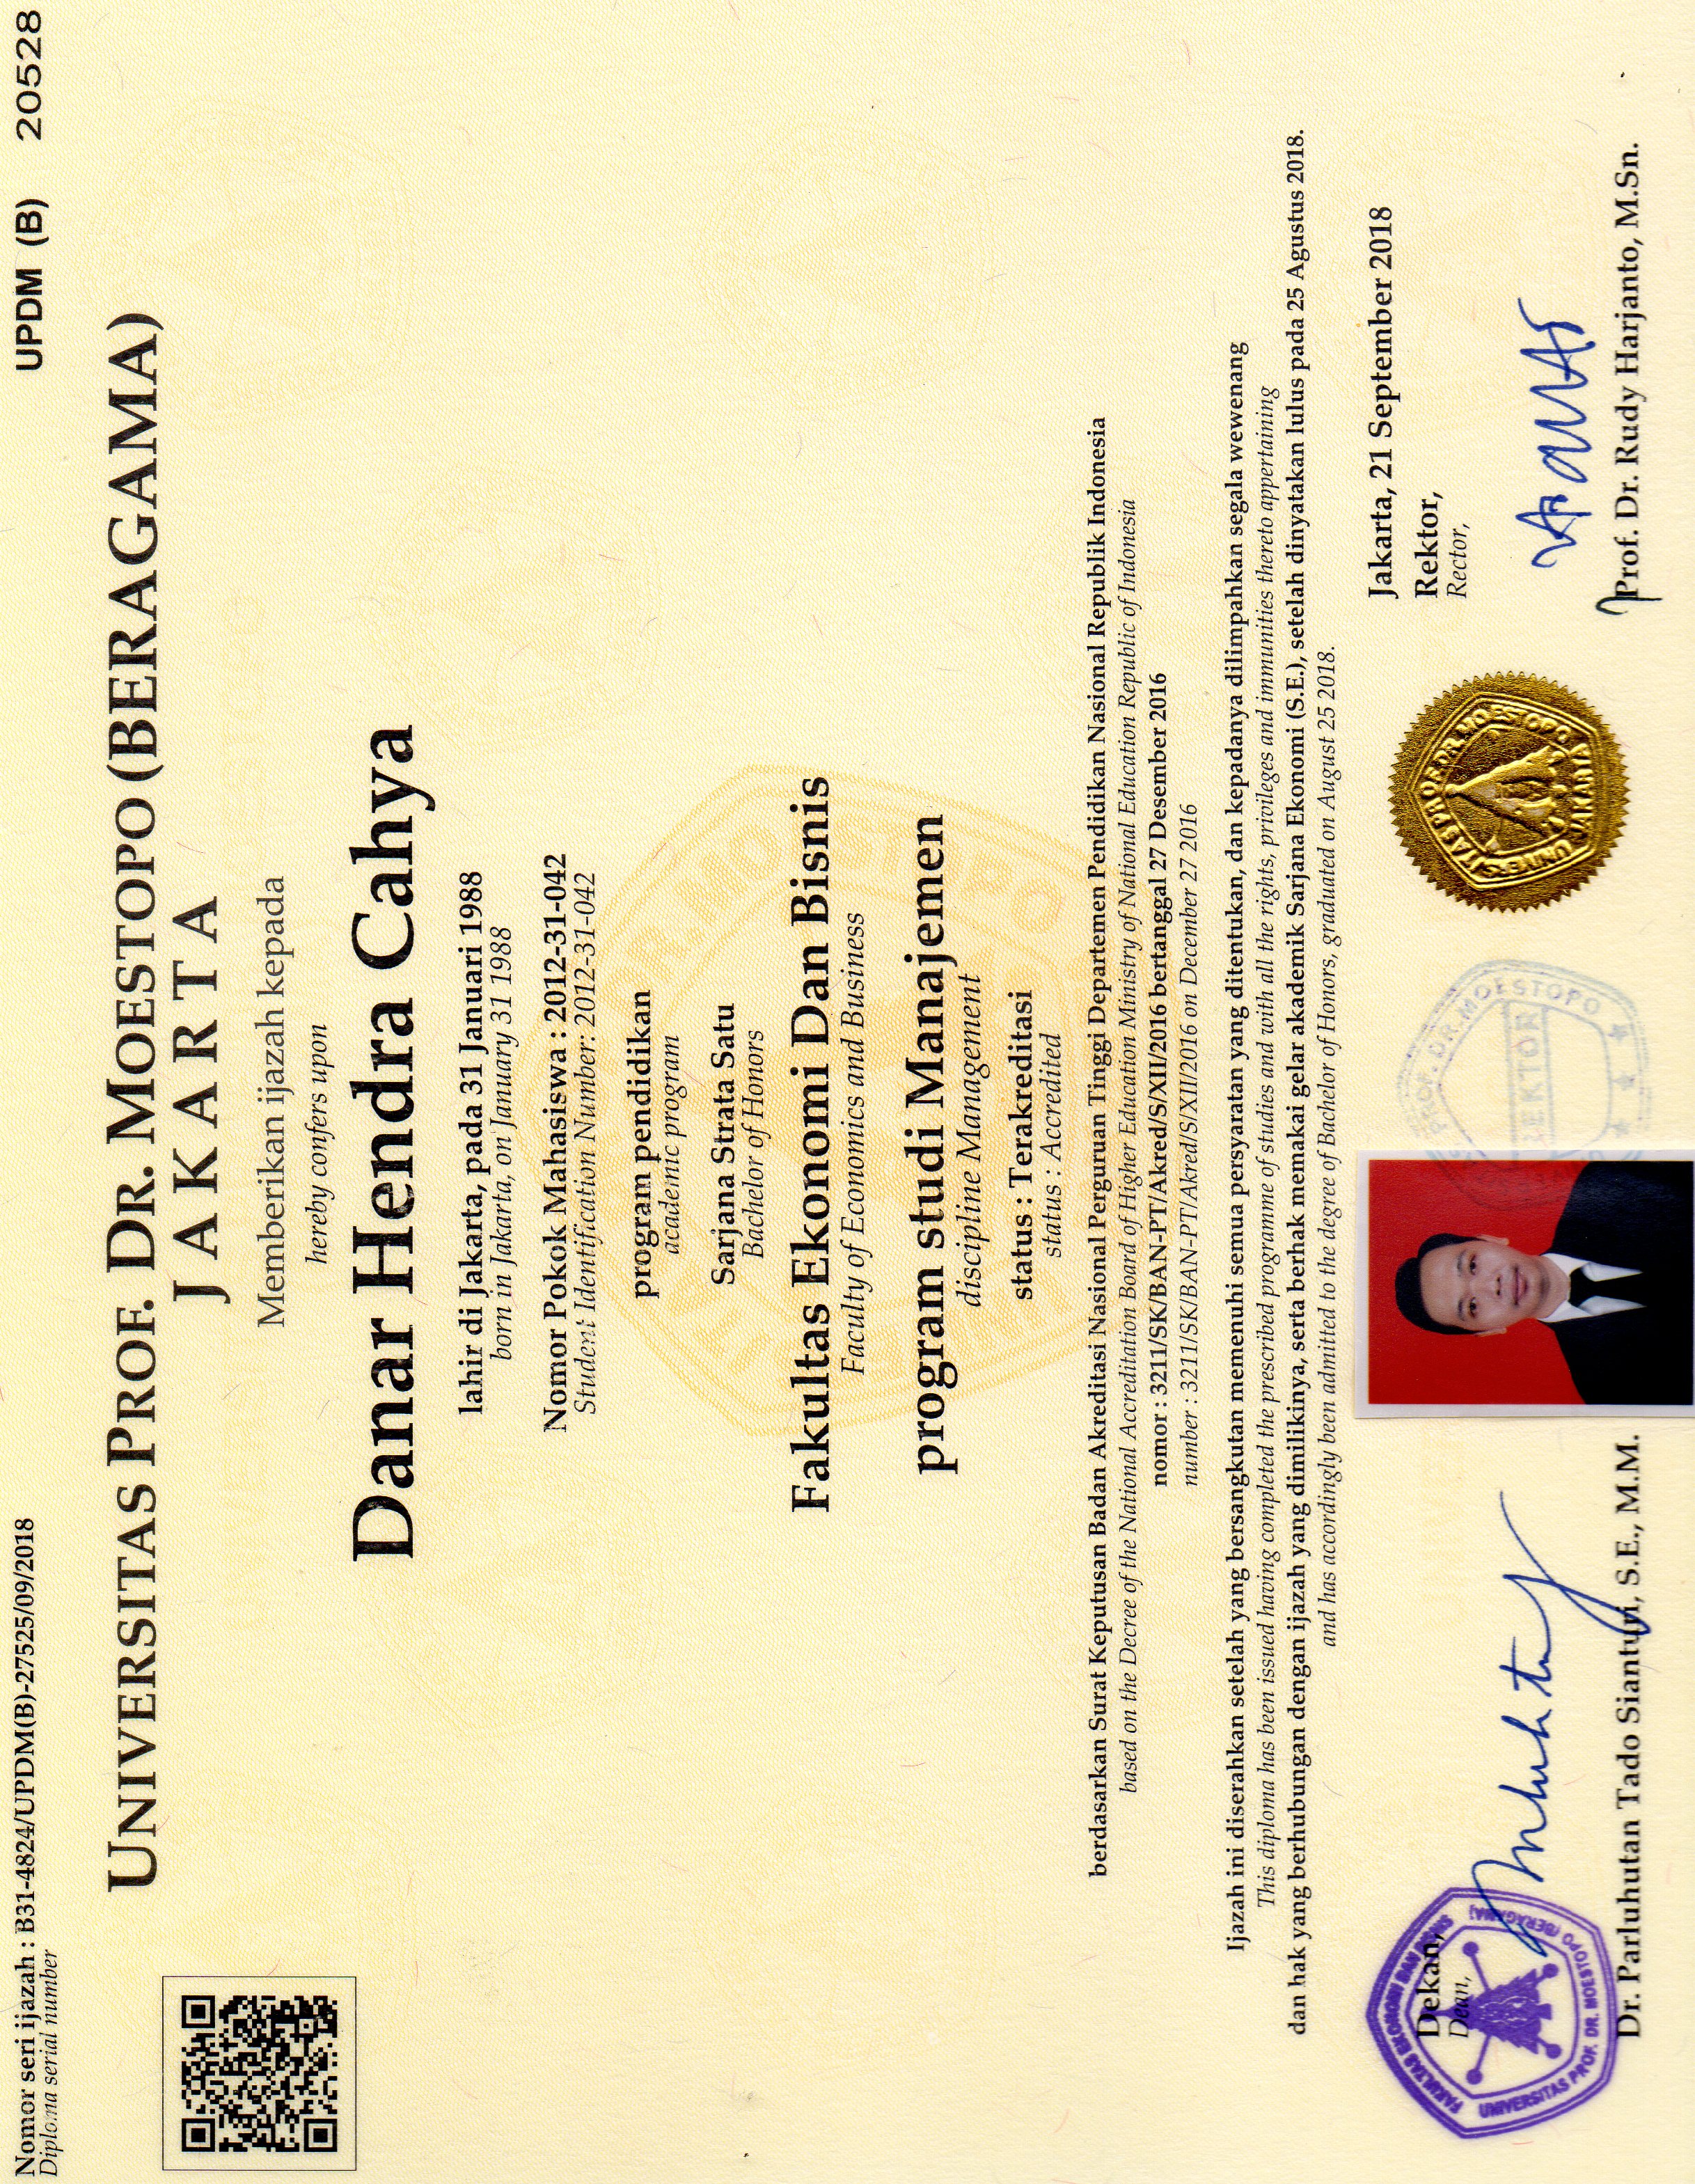 Nomor seri ijazah : B31-4824/UPDM(B)-27525/09/2018
Diploma serial number
UPDM (B) 20528
UNIVERSITAS PROF. DR. MOESTOPO (BERAGAMA)
JAKARTA
Memberikan ijazah kepada
hereby confers upon
Danar Hendra Cahya
lahir di Jakarta, pada 31 Januari 1988
born in Jakarta, on January 31 1988
Nomor Pokok Mahasiswa : 2012-31-042
Student Identification Number: 2012-31-042
program pendidikan
academic program
Sarjana Strata Satu
Bachelor of Honors
Fakultas Ekonomi Dan Bisnis
Faculty of Economics and Business
program studi Manajemen
discipline Management
status : Terakreditasi
status : Accredited
berdasarkan Surat Keputusan Badan Akreditasi Nasional Perguruan Tinggi Departemen Pendidikan Nasional Republik Indonesia
based on the Decree of the National Accreditation Board of Higher Education Ministry of National Education Republic of Indonesia
nomor : 3211/SK/BAN-PT/Akred/S/XII/2016 bertanggal 27 Desember 2016
number : 3211/SK/BAN-PT/Akred/S/XII/2016 on December 27 2016
Ijazah ini diserahkan setelah yang bersangkutan memenuhi semua persyaratan yang ditentukan, dan kepadanya dilimpahkan segala wewenang
This diploma has been issued having completed the prescribed programme of studies and with all the rights, privileges and immunities thereto appertaining
dan hak yang berhubungan dengan ijazah yang dimilikinya, serta berhak memakai gelar akademik Sarjana Ekonomi (S.E.), setelah dinyatakan lulus pada 25 Agustus 2018.
and has accordingly been admitted to the degree of Bachelor of Honors, graduated on August 25 2018.
Jakarta, 21 September 2018
Dekan,
Dean,
Rektor,
Rector,
FAKULTAS EKONOMI DAN BISNIS
UNIVERSITAS PROF. DR. MOESTOPO (BERAGAMA)
PROF. DR. MOESTOPO
REKTOR
UNIVERSITAS PROF DR MOESTOPO
JAKARTA
Dr. Parluhutan Tado Sianturi, S.E., M.M.
Prof. Dr. Rudy Harjanto, M.Sn.